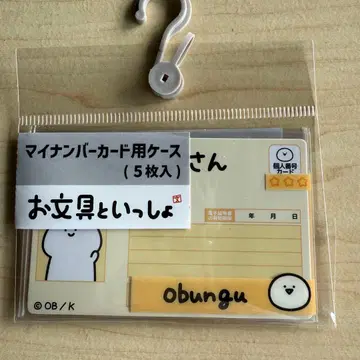 マイナンバーカード用ケース
(5枚入)
さん
お文具といっしょ
個人番号
カード
☆☆☆
年 月 日
obungu
©OB/K